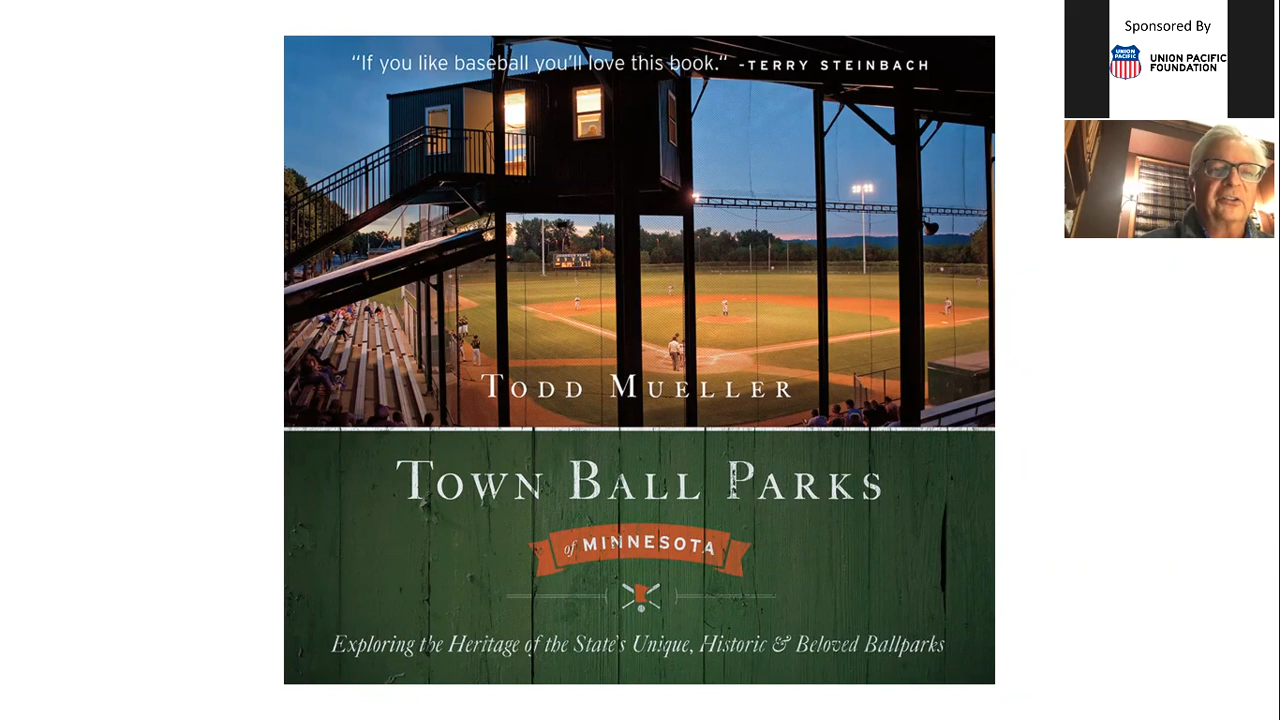 “If you like baseball you'll love this book.“ -TERRY STEINBACH
TODD MUELLER
TOWN BALL PARKS
of MINNESOTA
Exploring the Heritage of the State's Unique, Historic & Beloved Ballparks
Sponsored By
UNION PACIFIC
UNION PACIFIC
FOUNDATION